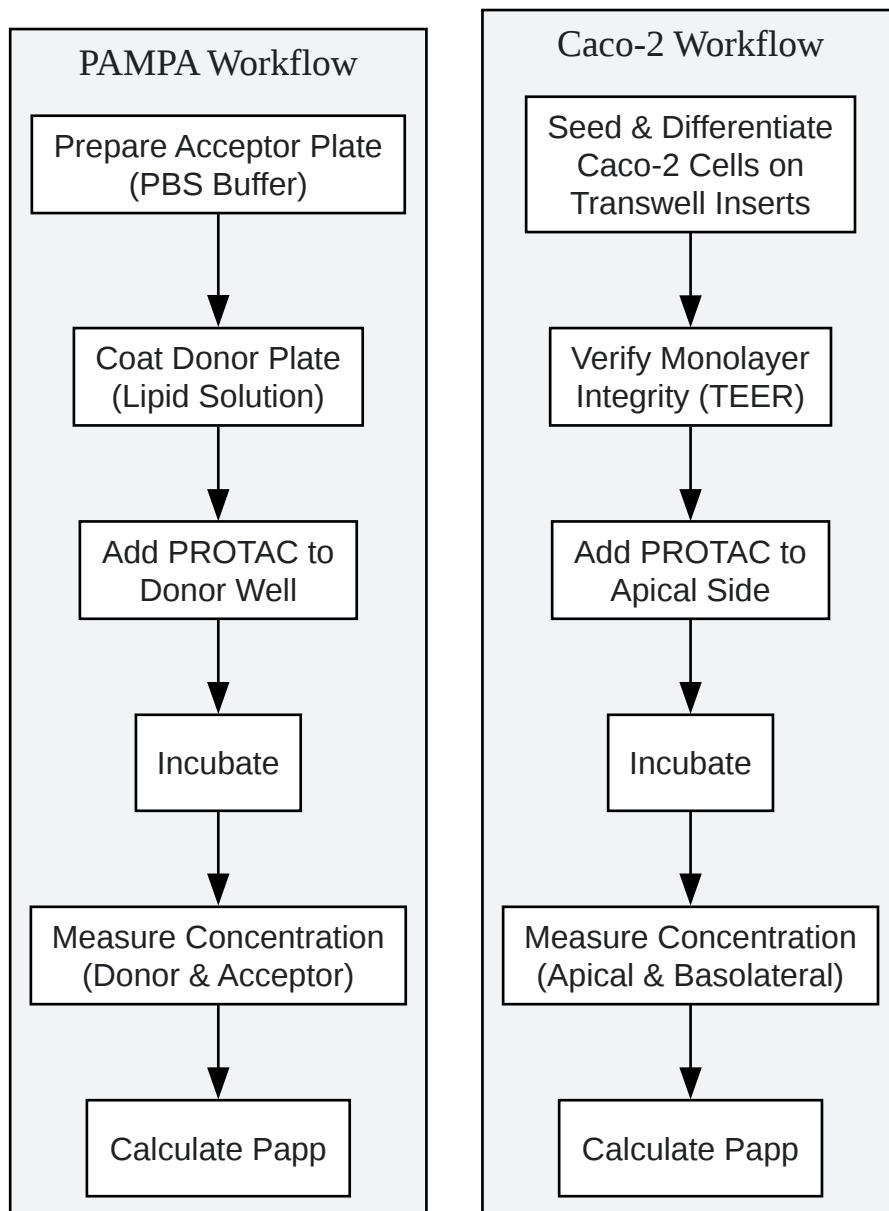 PAMPA Workflow
Prepare Acceptor Plate
(PBS Buffer)
Coat Donor Plate
(Lipid Solution)
Add PROTAC to
Donor Well
Incubate
Measure Concentration
(Donor & Acceptor)
Calculate Papp
Caco-2 Workflow
Seed & Differentiate
Caco-2 Cells on
Transwell Inserts
Verify Monolayer
Integrity (TEER)
Add PROTAC to
Apical Side
Incubate
Measure Concentration
(Apical & Basolateral)
Calculate Papp